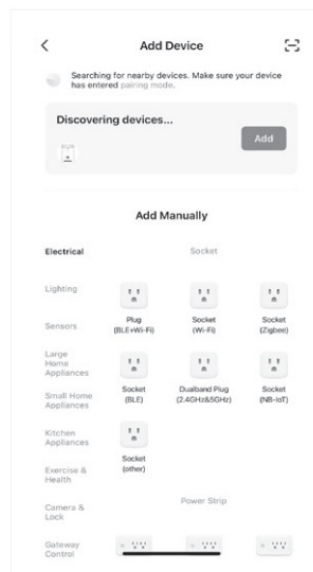 Add Device
Searching for nearby devices. Make sure your device
has entered pairing mode.
Discovering devices...
Add
Add Manually
Electrical
Socket
Lighting
Plug
(BLE+Wi-Fi)
Socket
(Wi-Fi)
Socket
(Zigbee)
Sensors
Large
Home
Appliances
Socket
(BLE)
Dualband Plug
(2.4GHz&5GHz)
Socket
(NB-IoT)
Small Home
Appliances
Kitchen
Appliances
Socket
(other)
Exercise &
Health
Camera &
Lock
Power Strip
Gateway
Control